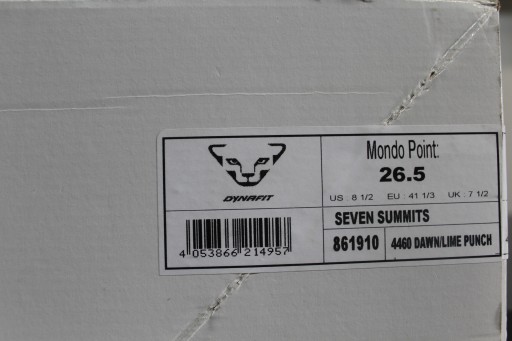 Mondo Point:
26.5
US 8 1/2 EU : 41 1/3 UK : 7 1/2
DYNAFIT
SEVEN SUMMITS
861910 4460 DAWN/LIME PUNCH
4 053866 214957